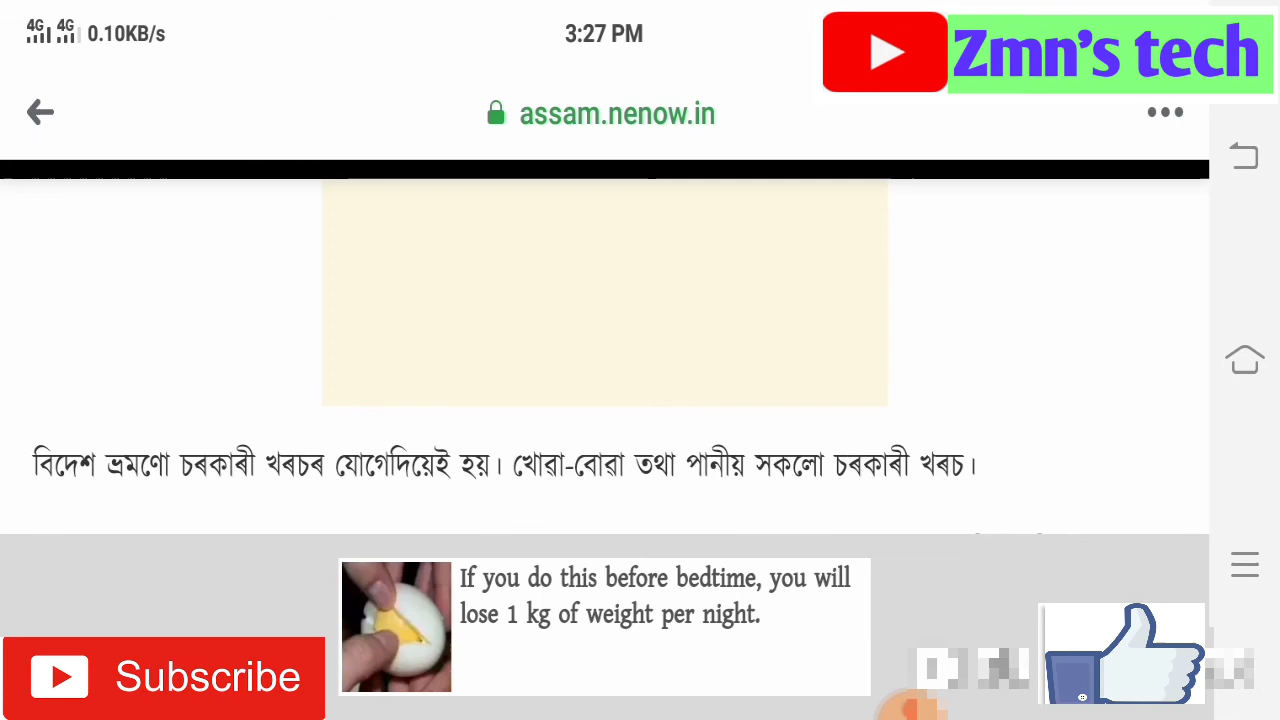 4G 4G 0.10KB/s
3:27 PM
Zmn's tech
assam.nenow.in
বিদেশ ভ্ৰমণো চৰকাৰী খৰচৰ যোগেদিয়েই হয়। খোৱা-বোৱা তথা পানীয় সকলো চৰকাৰী খৰচ।
If you do this before bedtime, you will
lose 1 kg of weight per night.
Subscribe